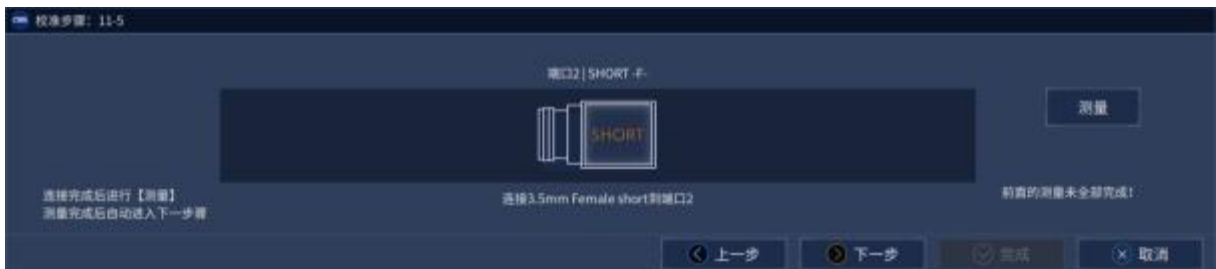 校准步骤：11-5
端口2 | SHORT -F-
SHORT
测量
连接完成后进行【测量】
测量完成后自动进入下一步骤
连接3.5mm Female short到端口2
前面的测量未全部完成！
上一步
下一步
完成
取消